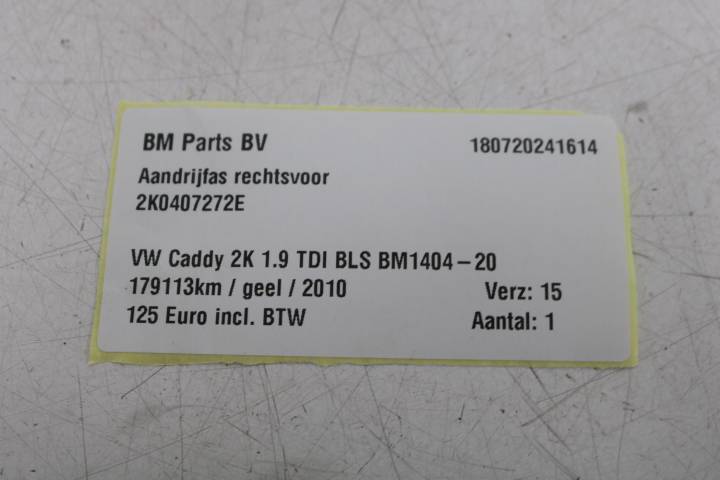 BM Parts BV 180720241614
Aandrijfas rechtsvoor
2K0407272E
VW Caddy 2K 1.9 TDI BLS BM1404-20
179113km / geel / 2010 Verz: 15
125 Euro incl. BTW Aantal: 1